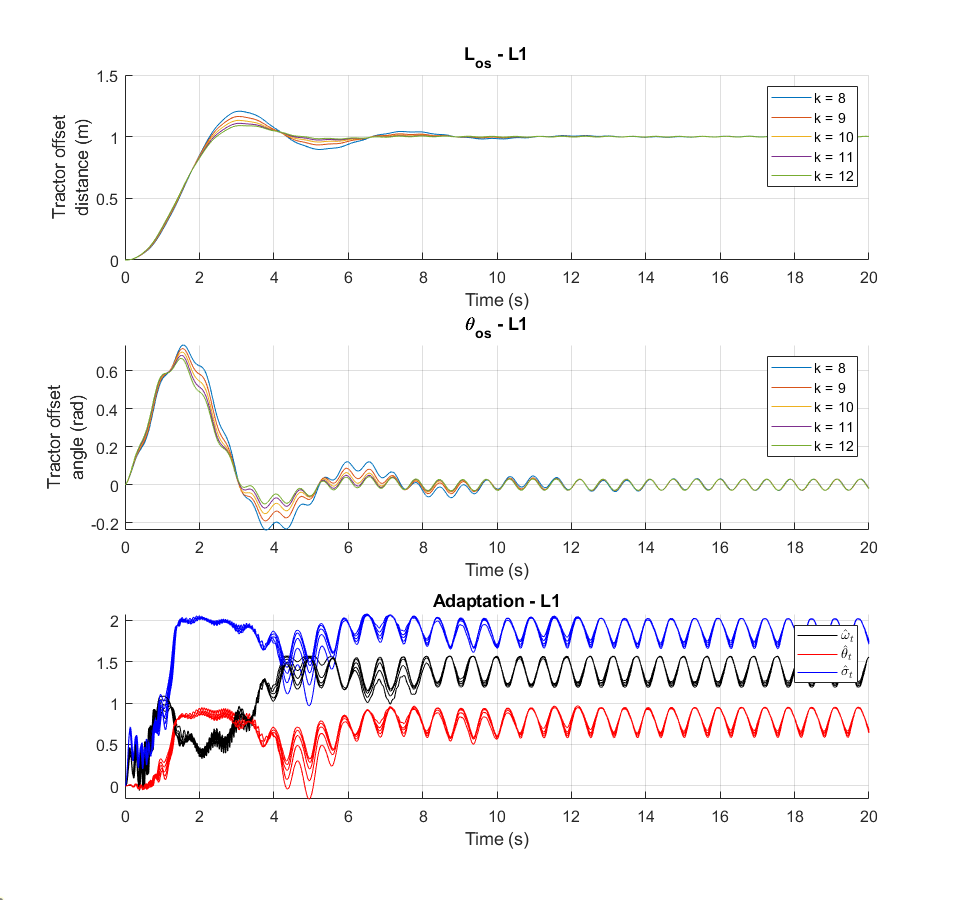 L_os - L1
1.5
1
0.5
0
Tractor offset
distance (m)
k = 8
k = 9
k = 10
k = 11
k = 12
0 2 4 6 8 10 12 14 16 18 20
Time (s)
θ_os - L1
0.6
0.4
0.2
0
-0.2
Tractor offset
angle (rad)
k = 8
k = 9
k = 10
k = 11
k = 12
0 2 4 6 8 10 12 14 16 18 20
Time (s)
Adaptation - L1
2
1.5
1
0.5
0
ω̂_t
θ̂_t
σ̂_t
0 2 4 6 8 10 12 14 16 18 20
Time (s)